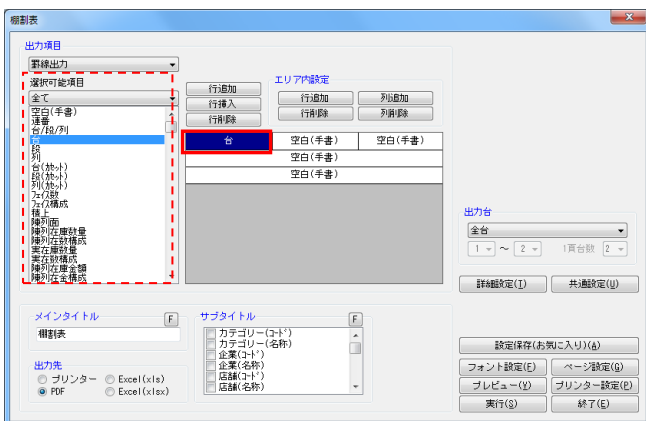 棚割表
出力項目
罫線出力
選択可能項目
全て
空白(手書)
連番
台/段/列
台
段
列
台(ｶｾｯﾄ)
段(ｶｾｯﾄ)
列(ｶｾｯﾄ)
ﾌｪｲｽ数
ﾌｪｲｽ構成
積上
陳列面
陳列在庫数量
陳列在数構成
実在庫数量
実在数構成
陳列在庫金額
陳列在金構成
行追加
行挿入
行削除
エリア内設定
行追加 列追加
行削除 列削除
台 空白(手書) 空白(手書)
空白(手書)
空白(手書)
出力台
全台
1 ～ 2 1頁台数 2
詳細設定(I) 共通設定(U)
メインタイトル F
棚割表
サブタイトル F
カテゴリー(ｺｰﾄﾞ)
カテゴリー(名称)
企業(ｺｰﾄﾞ)
企業(名称)
店舗(ｺｰﾄﾞ)
店舗(名称)
出力先
プリンター Excel(xls)
PDF Excel(xlsx)
設定保存(お気に入り)(A)
フォント設定(F) ページ設定(G)
プレビュー(Y) プリンター設定(P)
実行(S) 終了(E)